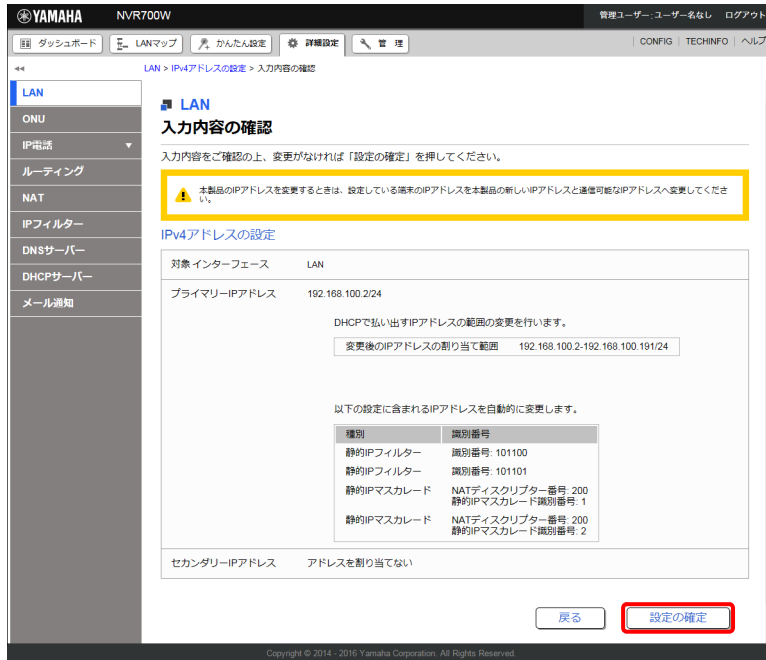 YAMAHA NVR700W 管理ユーザー:ユーザー名なし ログアウト
ダッシュボード LANマップ かんたん設定 詳細設定 管 理 CONFIG | TECHINFO | ヘルプ
LAN > IPv4アドレスの設定 > 入力内容の確認
LAN
ONU
IP電話
ルーティング
NAT
IPフィルター
DNSサーバー
DHCPサーバー
メール通知
LAN
入力内容の確認
入力内容をご確認の上、変更がなければ「設定の確定」を押してください。
本製品のIPアドレスを変更するときは、設定している端末のIPアドレスを本製品の新しいIPアドレスと通信可能なIPアドレスへ変更してくださ
い。
IPv4アドレスの設定
対象インターフェース LAN
プライマリーIPアドレス 192.168.100.2/24
DHCPで払い出すIPアドレスの範囲の変更を行います。
変更後のIPアドレスの割り当て範囲 192.168.100.2-192.168.100.191/24
以下の設定に含まれるIPアドレスを自動的に変更します。
種別 識別番号
静的IPフィルター 識別番号: 101100
静的IPフィルター 識別番号: 101101
静的IPマスカレード NATディスクリプター番号: 200
静的IPマスカレード識別番号: 1
静的IPマスカレード NATディスクリプター番号: 200
静的IPマスカレード識別番号: 2
セカンダリーIPアドレス アドレスを割り当てない
戻る 設定の確定
Copyright © 2014 - 2016 Yamaha Corporation. All Rights Reserved.